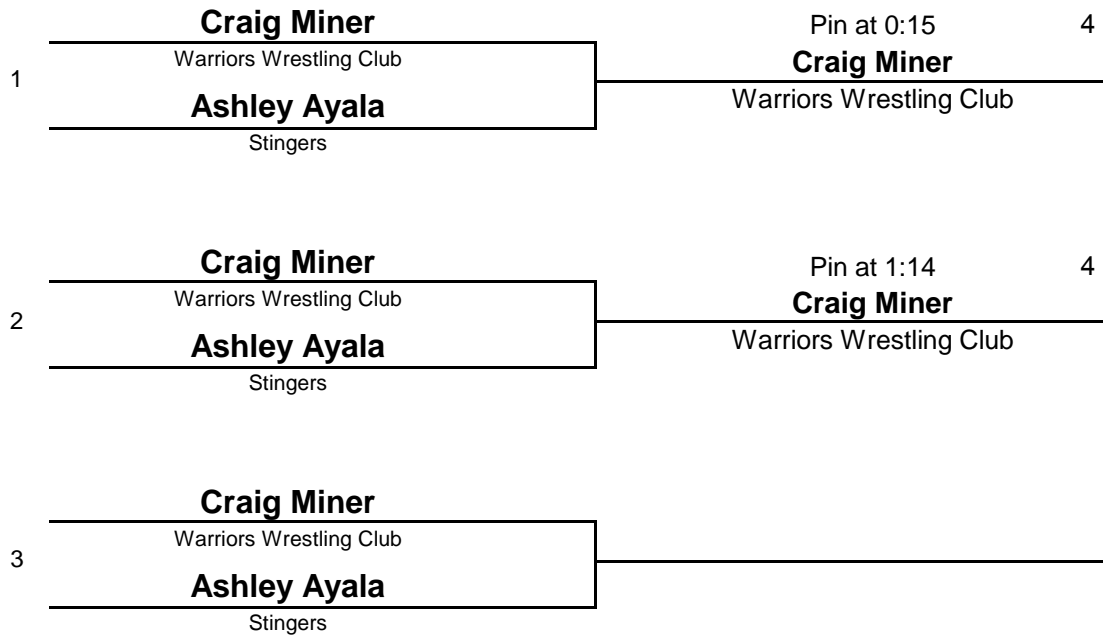 Craig Miner
Pin at 0:15 4
Warriors Wrestling Club
Craig Miner
1
Ashley Ayala
Warriors Wrestling Club
Stingers
Craig Miner
Pin at 1:14 4
Warriors Wrestling Club
Craig Miner
2
Ashley Ayala
Warriors Wrestling Club
Stingers
Craig Miner
Warriors Wrestling Club
3
Ashley Ayala
Stingers